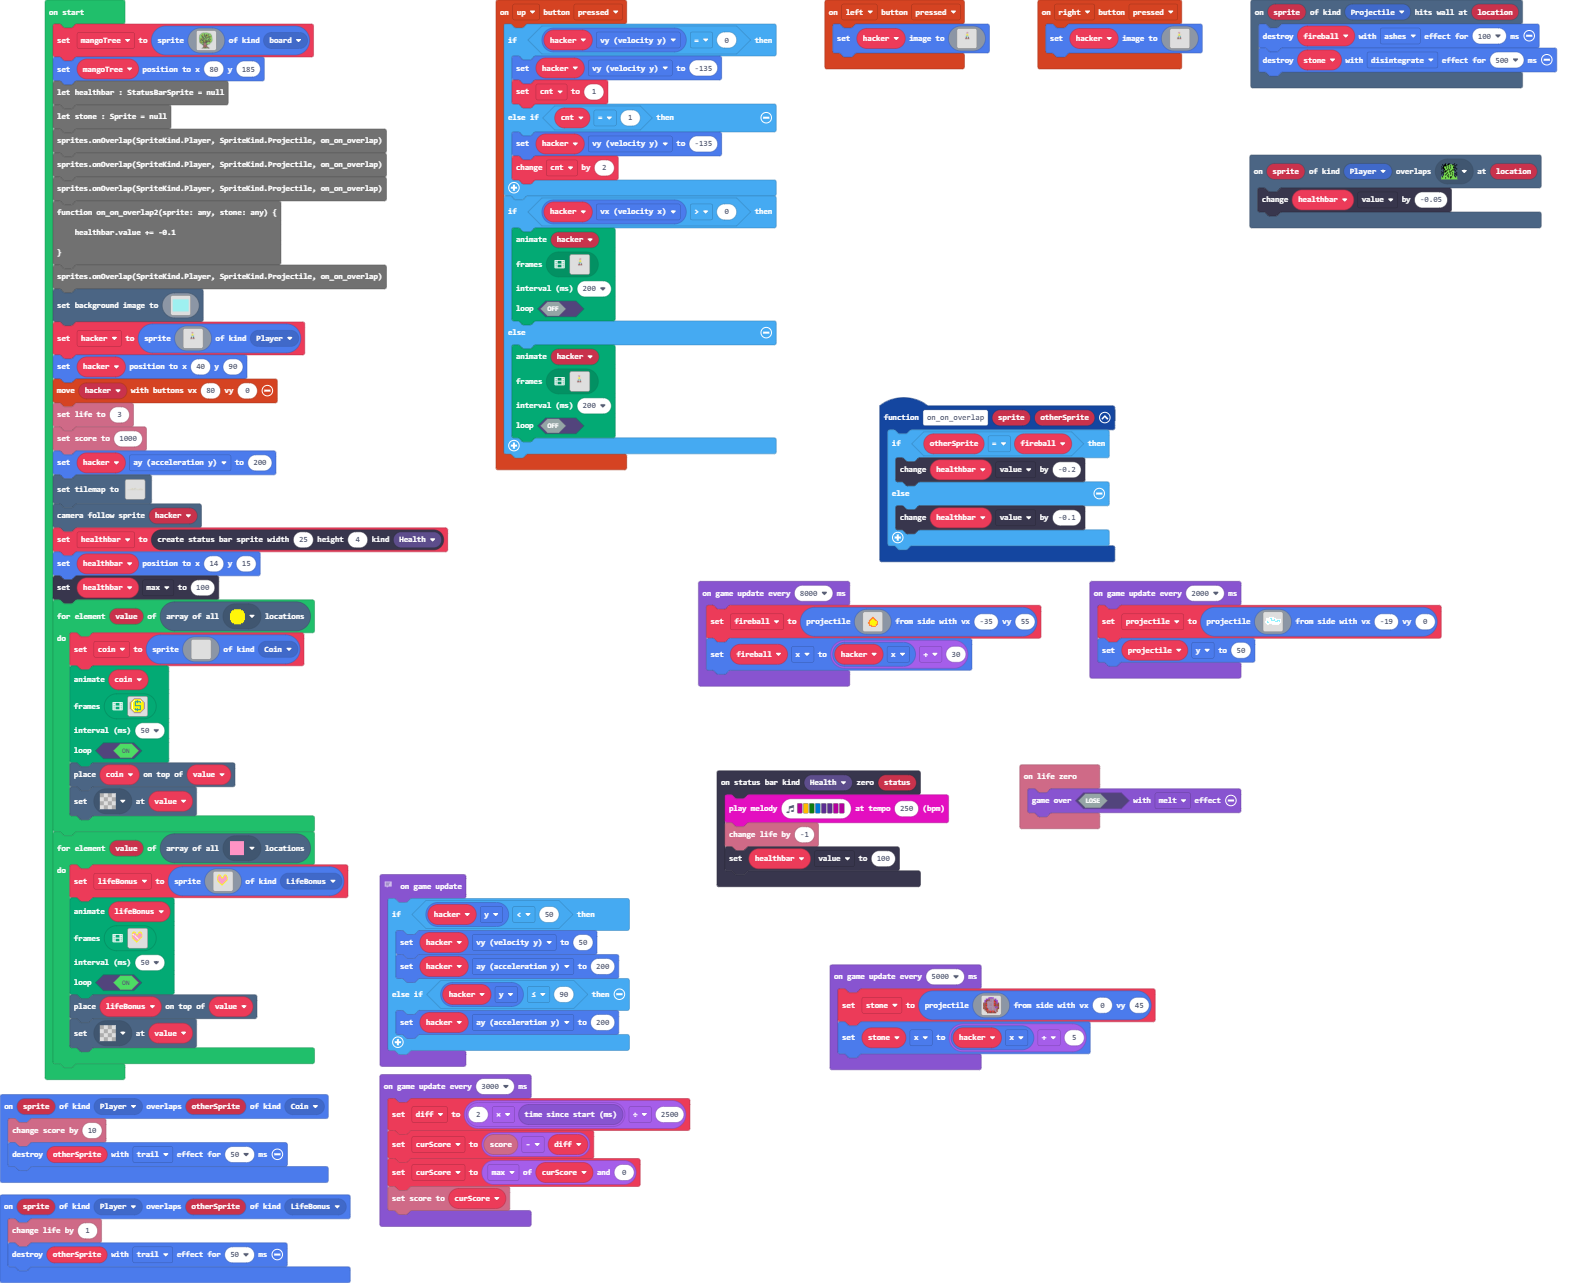 on start
set mangoTree to sprite of kind board
set mangoTree position to x 80 y 185
let healthbar : StatusBarSprite = null
let stone : Sprite = null
sprites.onOverlap(SpriteKind.Player, SpriteKind.Projectile, on_on_overlap)
sprites.onOverlap(SpriteKind.Player, SpriteKind.Projectile, on_on_overlap)
sprites.onOverlap(SpriteKind.Player, SpriteKind.Projectile, on_on_overlap)
function on_on_overlap2(sprite: any, stone: any) {
healthbar.value += -0.1
}
sprites.onOverlap(SpriteKind.Player, SpriteKind.Projectile, on_on_overlap)
set background image to
set hacker to sprite of kind Player
set hacker position to x 40 y 90
move hacker with buttons vx 80 vy 0
set life to 3
set score to 1000
set hacker ay (acceleration y) to 200
set tilemap to
camera follow sprite hacker
set healthbar to create status bar sprite width 25 height 4 kind Health
set healthbar position to x 14 y 15
set healthbar max to 100
for element value of array of all locations
do
set coin to sprite of kind Coin
animate coin
frames
interval (ms) 50
loop ON
place coin on top of value
set at value
for element value of array of all locations
do
set lifeBonus to sprite of kind LifeBonus
animate lifeBonus
frames
interval (ms) 50
loop ON
place lifeBonus on top of value
set at value
on sprite of kind Player overlaps otherSprite of kind Coin
change score by 10
destroy otherSprite with trail effect for 50 ms
on sprite of kind Player overlaps otherSprite of kind LifeBonus
change life by 1
destroy otherSprite with trail effect for 50 ms
on up button pressed
if hacker vy (velocity y) = 0 then
set hacker vy (velocity y) to -135
set cnt to 1
else if cnt = 1 then
set hacker vy (velocity y) to -135
change cnt by 2
if hacker vx (velocity x) > 0 then
animate hacker
frames
interval (ms) 200
loop OFF
else
animate hacker
frames
interval (ms) 200
loop OFF
on left button pressed
set hacker image to
on right button pressed
set hacker image to
on sprite of kind Projectile hits wall at location
destroy fireball with ashes effect for 100 ms
destroy stone with disintegrate effect for 500 ms
on sprite of kind Player overlaps at location
change healthbar value by -0.05
function on_on_overlap sprite otherSprite
if otherSprite = fireball then
change healthbar value by -0.2
else
change healthbar value by -0.1
on game update every 8000 ms
set fireball to projectile from side with vx -35 vy 55
set fireball x to hacker x + 30
on game update every 2000 ms
set projectile to projectile from side with vx -19 vy 0
set projectile y to 50
on status bar kind Health zero status
play melody at tempo 250 (bpm)
change life by -1
set healthbar value to 100
on life zero
game over LOSE with melt effect
on game update
if hacker y < 50 then
set hacker vy (velocity y) to 50
set hacker ay (acceleration y) to 200
else if hacker y ≤ 90 then
set hacker ay (acceleration y) to 200
on game update every 5000 ms
set stone to projectile from side with vx 0 vy 45
set stone x to hacker x + 5
on game update every 3000 ms
set diff to 2 × time since start (ms) ÷ 2500
set curScore to score - diff
set curScore to max of curScore and 0
set score to curScore